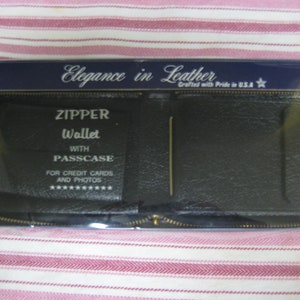 Elegance in Leather
Crafted with Pride in U.S.A
ZIPPER
Wallet
WITH
PASSCASE
FOR CREDIT CARDS
AND PHOTOS